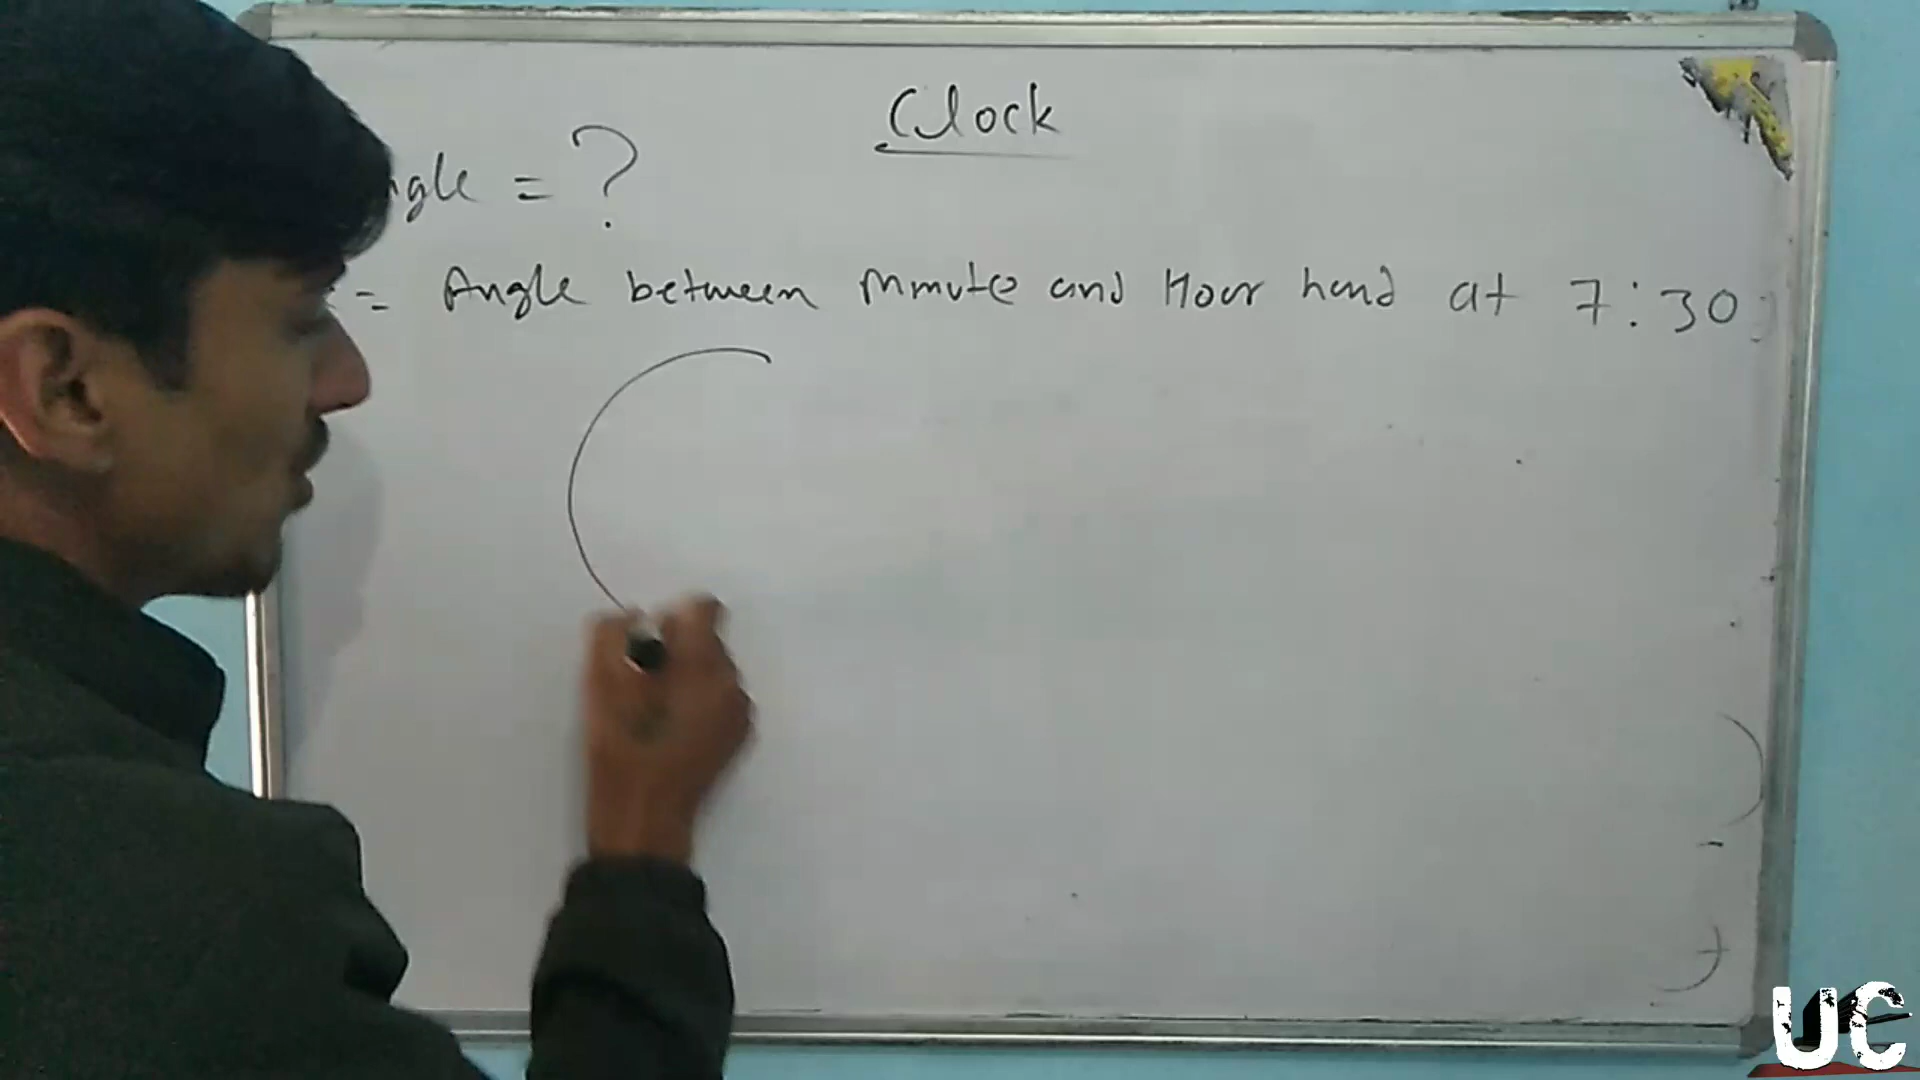 Clock
ngle = ?
= Angle between Minute and Hour hand at 7:30
UC